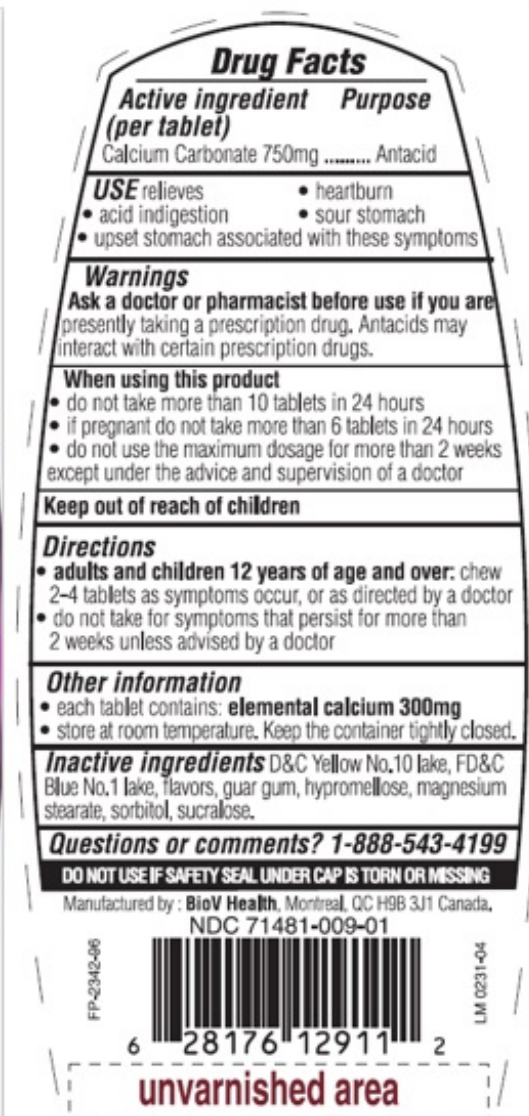 Drug Facts
Active ingredient Purpose
(per tablet)
Calcium Carbonate 750mg .......... Antacid
USE relieves • heartburn
• acid indigestion • sour stomach
• upset stomach associated with these symptoms
Warnings
Ask a doctor or pharmacist before use if you are
presently taking a prescription drug. Antacids may
interact with certain prescription drugs.
When using this product
• do not take more than 10 tablets in 24 hours
• if pregnant do not take more than 6 tablets in 24 hours
• do not use the maximum dosage for more than 2 weeks
except under the advice and supervision of a doctor
Keep out of reach of children
Directions
• adults and children 12 years of age and over: chew
2–4 tablets as symptoms occur, or as directed by a doctor
• do not take for symptoms that persist for more than
2 weeks unless advised by a doctor
Other information
• each tablet contains: elemental calcium 300mg
• store at room temperature. Keep the container tightly closed.
Inactive ingredients D&C Yellow No.10 lake, FD&C
Blue No.1 lake, flavors, guar gum, hypromellose, magnesium
stearate, sorbitol, sucralose.
Questions or comments? 1-888-543-4199
DO NOT USE IF SAFETY SEAL UNDER CAP IS TORN OR MISSING
Manufactured by : BioV Health, Montreal, QC H9B 3J1 Canada.
NDC 71481-009-01
FP-2342-96
LM 0231-04
6 28176 12911 2
unvarnished area